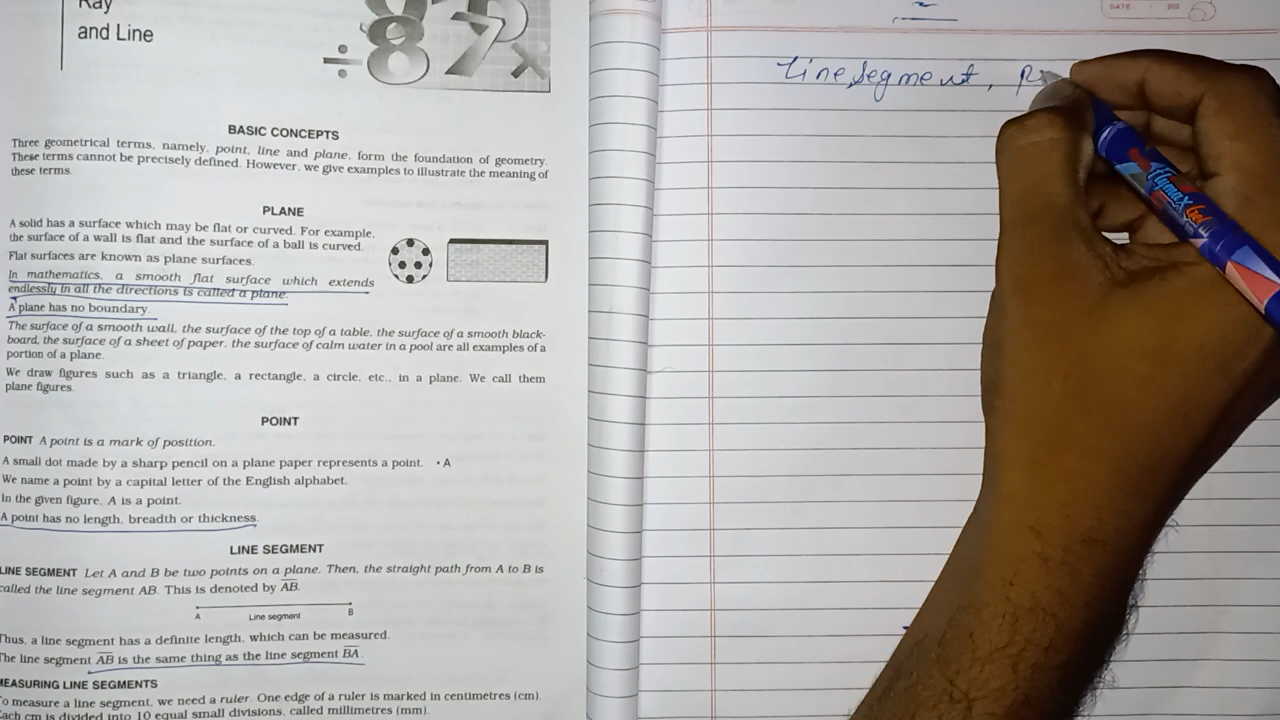 Ray
and Line
÷ 8 7 x
BASIC CONCEPTS
Three geometrical terms, namely, point, line and plane, form the foundation of geometry.
These terms cannot be precisely defined. However, we give examples to illustrate the meaning of
these terms.
PLANE
A solid has a surface which may be flat or curved. For example,
the surface of a wall is flat and the surface of a ball is curved.
Flat surfaces are known as plane surfaces.
In mathematics, a smooth flat surface which extends
endlessly in all the directions is called a plane.
A plane has no boundary.
The surface of a smooth wall, the surface of the top of a table, the surface of a smooth black-
board, the surface of a sheet of paper, the surface of calm water in a pool are all examples of a
portion of a plane.
We draw figures such as a triangle, a rectangle, a circle, etc., in a plane. We call them
plane figures.
POINT
POINT A point is a mark of position.
A small dot made by a sharp pencil on a plane paper represents a point. • A
We name a point by a capital letter of the English alphabet.
In the given figure, A is a point.
A point has no length, breadth or thickness.
LINE SEGMENT
LINE SEGMENT Let A and B be two points on a plane. Then, the straight path from A to B is
called the line segment AB. This is denoted by A̅B̅.
A Line segment B
Thus, a line segment has a definite length, which can be measured.
The line segment A̅B̅ is the same thing as the line segment B̅A̅.
MEASURING LINE SEGMENTS
To measure a line segment, we need a ruler. One edge of a ruler is marked in centimetres (cm).
Each cm is divided into 10 equal small divisions, called millimetres (mm).
DATE : 202
Line segment,
Flymax Gel